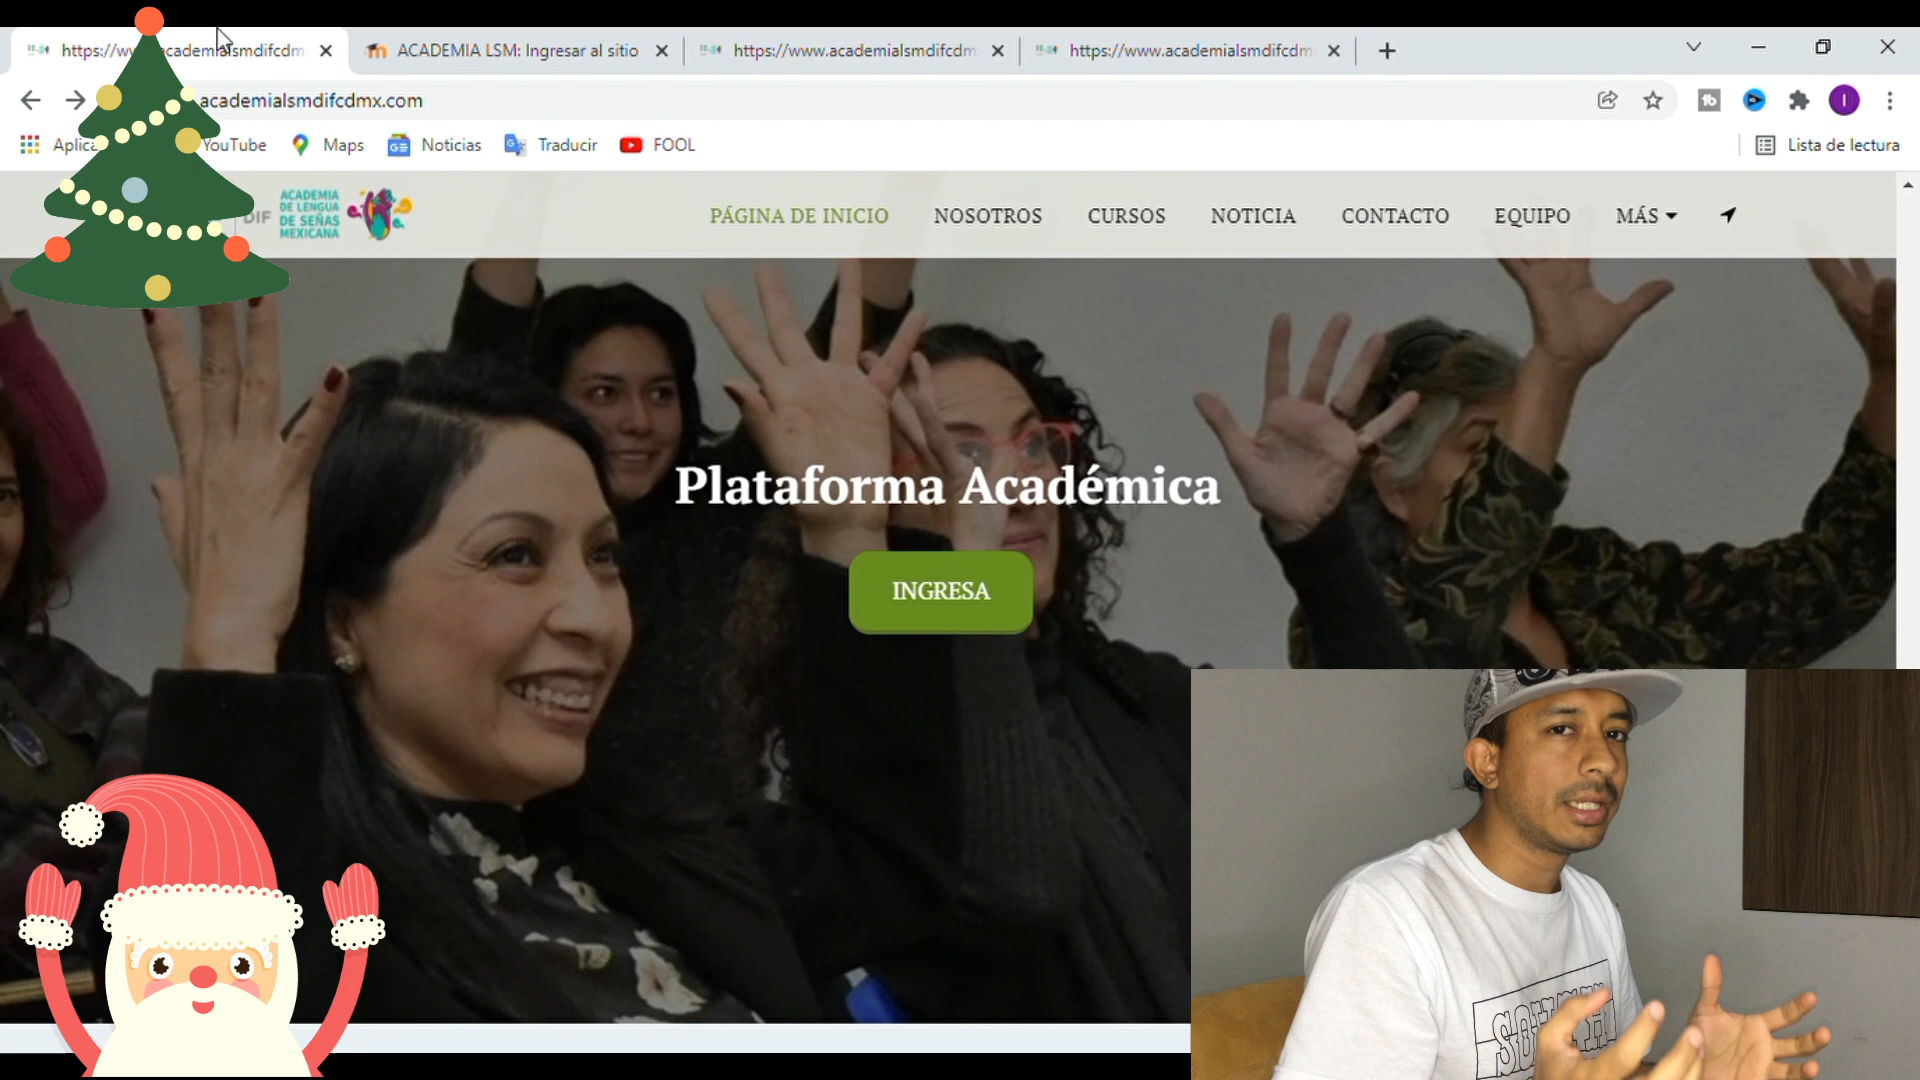 https://www.academialsmdifcdm
ACADEMIA LSM: Ingresar al sitio
https://www.academialsmdifcdm
https://www.academialsmdifcdm
academialsmdifcdmx.com
Aplica
YouTube
Maps
Noticias
Traducir
FOOL
Lista de lectura
DIF
ACADEMIA
DE LENGUA
DE SEÑAS
MEXICANA
PÁGINA DE INICIO
NOSOTROS
CURSOS
NOTICIA
CONTACTO
EQUIPO
MÁS
Plataforma Académica
INGRESA